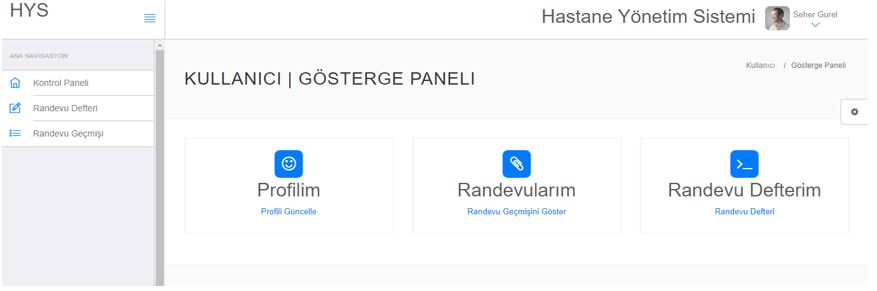 HYS
Hastane Yönetim Sistemi
Seher Gurel
ANA NAVIGASYON
Kontrol Paneli
Randevu Defteri
Randevu Geçmişi
KULLANICI | GÖSTERGE PANELI
Kullanıcı / Gösterge Paneli
Profilim
Profili Güncelle
Randevularım
Randevu Geçmişini Göster
Randevu Defterim
Randevu Defteri